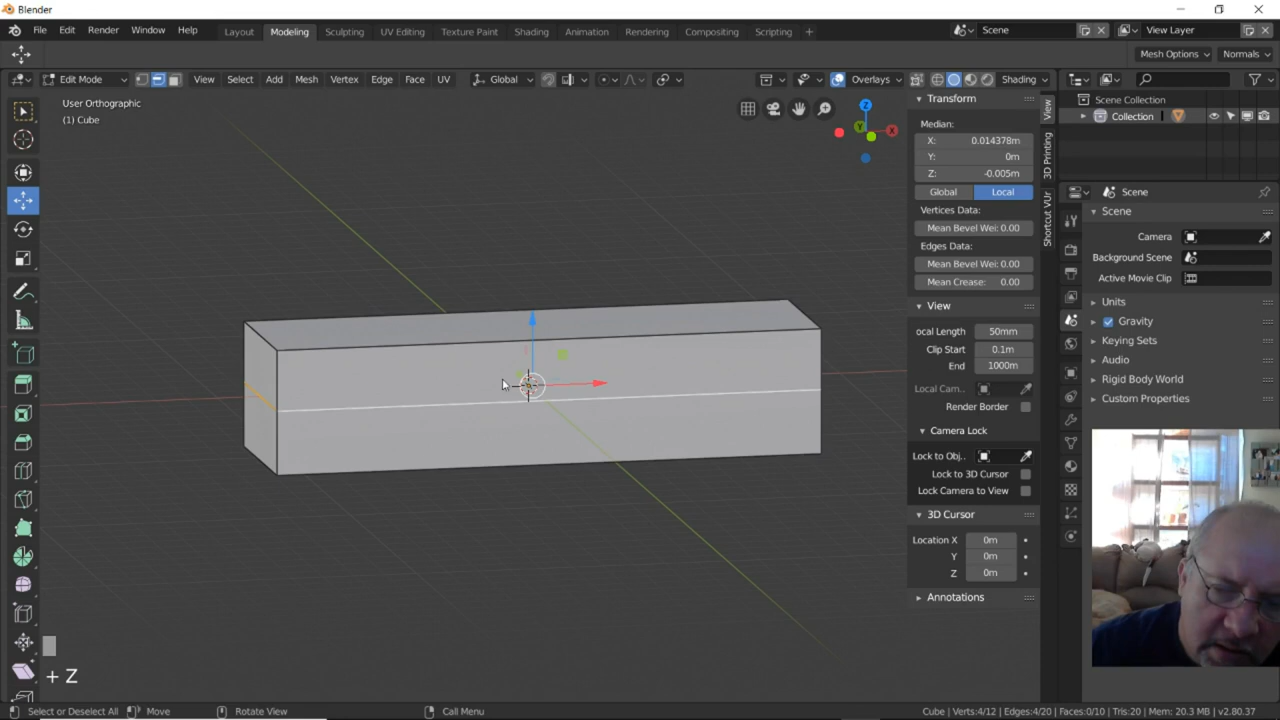 Blender
File Edit Render Window Help
Layout Modeling Sculpting UV Editing Texture Paint Shading Animation Rendering Compositing Scripting +
Scene
View Layer
Mesh Options
Normals
Edit Mode
View Select Add Mesh Vertex Edge Face UV
Global
Overlays
Shading
User Orthographic
(1) Cube
Z
X
Y
Transform
Median:
X: 0.014378m
Y: 0m
Z: -0.005m
Global Local
Vertices Data:
Mean Bevel Wei: 0.00
Edges Data:
Mean Bevel Wei: 0.00
Mean Crease: 0.00
View
ocal Length 50mm
Clip Start 0.1m
End 1000m
Local Cam..
Render Border
Camera Lock
Lock to Obj..
Lock to 3D Cursor
Lock Camera to View
3D Cursor
Location X 0m
Y 0m
Z 0m
Annotations
View
3D Printing
Shortcut VUr
Scene Collection
Collection
Scene
Scene
Camera
Background Scene
Active Movie Clip
Units
Gravity
Keying Sets
Audio
Rigid Body World
Custom Properties
+ Z
Select or Deselect All Move Rotate View Call Menu
Cube | Verts:4/12 | Edges:4/20 | Faces:0/10 | Tris:20 | Mem: 20.3 MB | v2.80.37